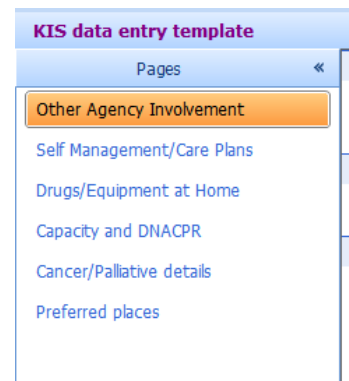 KIS data entry template
Pages «
Other Agency Involvement
Self Management/Care Plans
Drugs/Equipment at Home
Capacity and DNACPR
Cancer/Palliative details
Preferred places